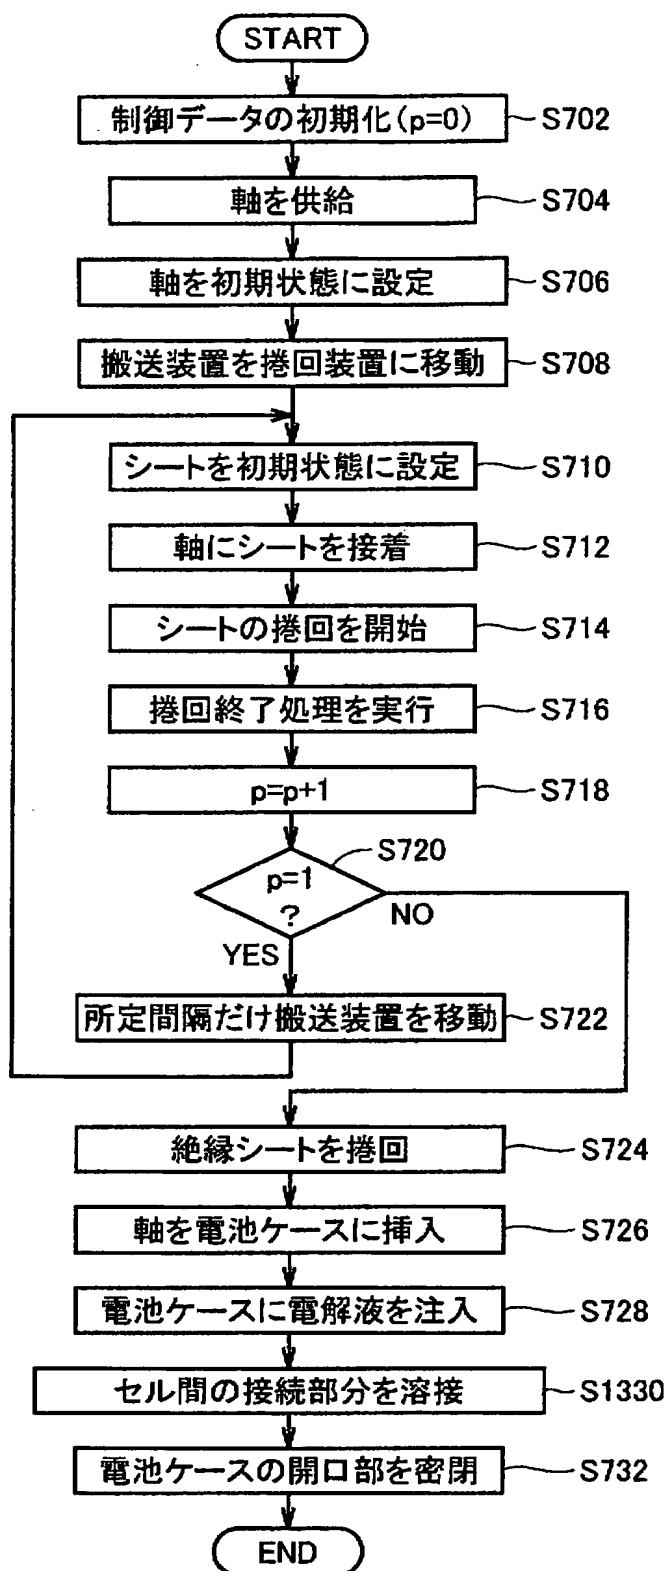 START
制御データの初期化(p=0)
S702
軸を供給
S704
軸を初期状態に設定
S706
搬送装置を捲回装置に移動
S708
シートを初期状態に設定
S710
軸にシートを接着
S712
シートの捲回を開始
S714
捲回終了処理を実行
S716
p=p+1
S718
S720
p=1
?
NO
YES
所定間隔だけ搬送装置を移動
S722
絶縁シートを捲回
S724
軸を電池ケースに挿入
S726
電池ケースに電解液を注入
S728
セル間の接続部分を溶接
S1330
電池ケースの開口部を密閉
S732
END